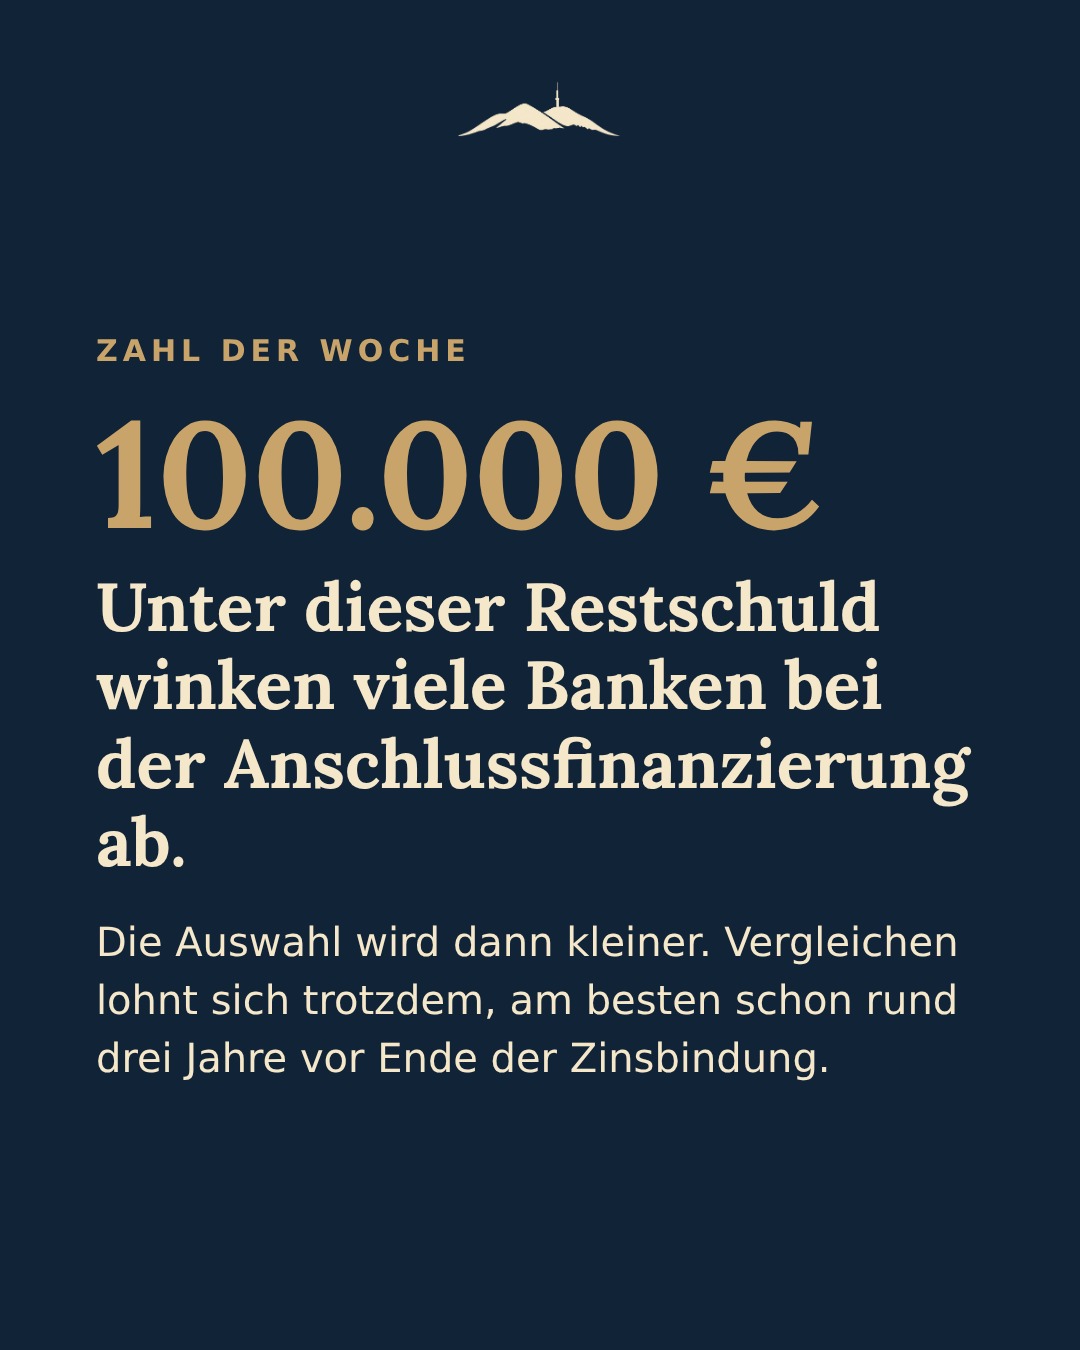 ZAHL DER WOCHE
100.000 €
Unter dieser Restschuld
winken viele Banken bei
der Anschlussfinanzierung
ab.
Die Auswahl wird dann kleiner. Vergleichen
lohnt sich trotzdem, am besten schon rund
drei Jahre vor Ende der Zinsbindung.